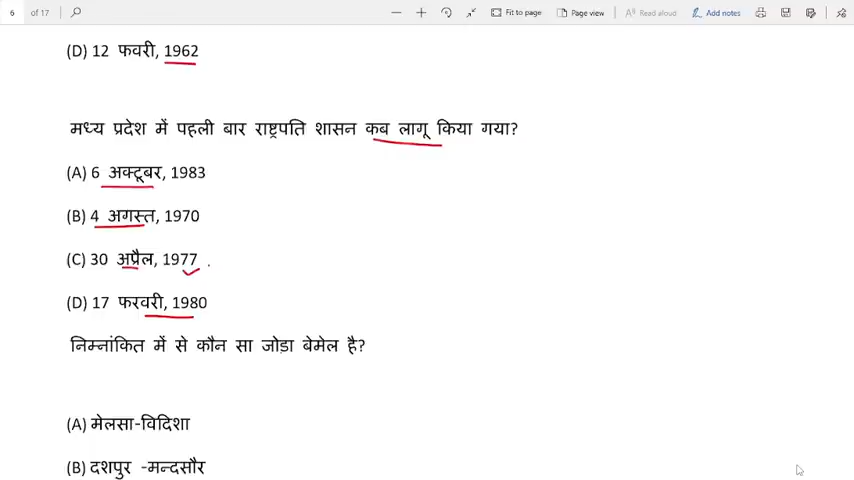 6 of 17 Fit to page Page view Read aloud Add notes
(D) 12 फवरी, 1962
मध्य प्रदेश में पहली बार राष्ट्रपति शासन कब लागू किया गया?
(A) 6 अक्टूबर, 1983
(B) 4 अगस्त, 1970
(C) 30 अप्रैल, 1977 .
(D) 17 फरवरी, 1980
निम्नांकित में से कौन सा जोड़ा बेमेल है?
(A) मेलसा-विदिशा
(B) दशपुर -मन्दसौर